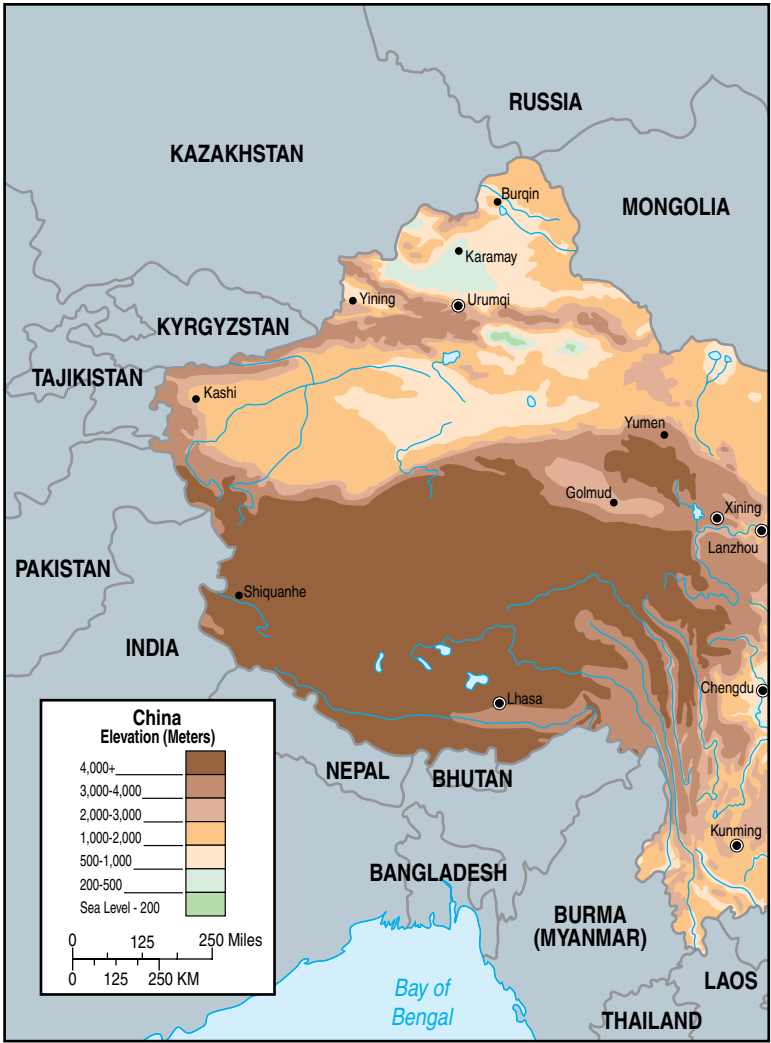 RUSSIA
KAZAKHSTAN
Burqin
MONGOLIA
Karamay
Yining
Urumqi
KYRGYZSTAN
TAJIKISTAN
Kashi
Yumen
Golmud
Xining
Lanzhou
PAKISTAN
Shiquanhe
INDIA
Chengdu
Lhasa
China
Elevation (Meters)
4,000+
3,000-4,000
2,000-3,000
1,000-2,000
500-1,000
200-500
Sea Level - 200
0 125 250 Miles
0 125 250 KM
NEPAL
BHUTAN
Kunming
BANGLADESH
BURMA
(MYANMAR)
LAOS
Bay of
Bengal
THAILAND